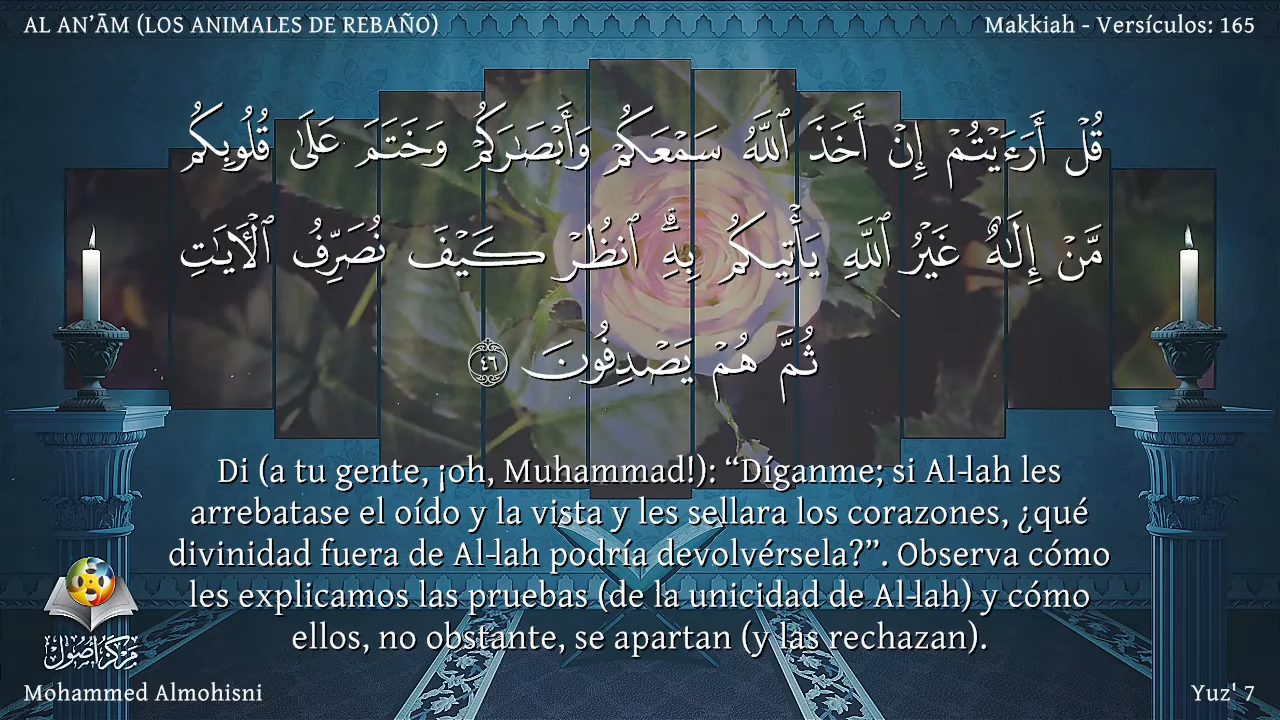 AL AN’ĀM (LOS ANIMALES DE REBAÑO)
Makkiah - Versículos: 165
قُلْ أَرَءَيْتُمْ إِنْ أَخَذَ ٱللَّهُ سَمْعَكُمْ وَأَبْصَـٰرَكُمْ وَخَتَمَ عَلَىٰ قُلُوبِكُم
مَّنْ إِلَـٰهٌ غَيْرُ ٱللَّهِ يَأْتِيكُم بِهِۗ ٱنظُرْ كَيْفَ نُصَرِّفُ ٱلْـَٔايَـٰتِ
ثُمَّ هُمْ يَصْدِفُونَ ٤٦
Di (a tu gente, ¡oh, Muhammad!): “Díganme; si Al-lah les
arrebatase el oído y la vista y les sellara los corazones, ¿qué
divinidad fuera de Al-lah podría devolvérsela?”. Observa cómo
les explicamos las pruebas (de la unicidad de Al-lah) y cómo
ellos, no obstante, se apartan (y las rechazan).
مركز أصول
Mohammed Almohisni
Yuz' 7